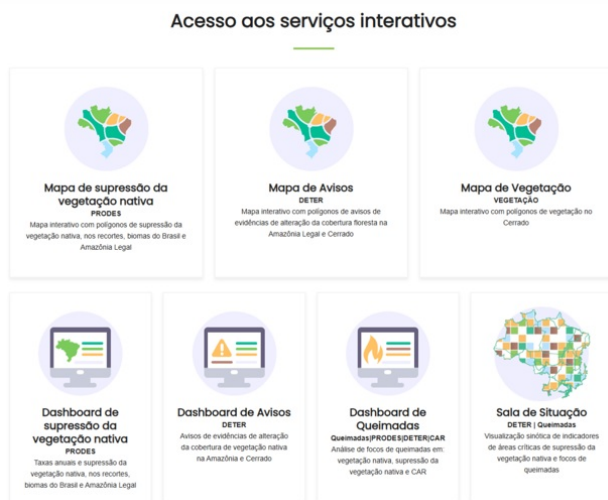 Acesso aos serviços interativos
Mapa de supressão da
vegetação nativa
PRODES
Mapa interativo com polígonos de supressão da
vegetação nativa, nos recortes, biomas do Brasil e
Amazônia Legal
Mapa de Avisos
DETER
Mapa interativo com polígonos de avisos de
evidências de alteração da cobertura floresta na
Amazônia Legal e Cerrado
Mapa de Vegetação
VEGETAÇÃO
Mapa interativo com polígonos de vegetação no
Cerrado
Dashboard de
supressão da
vegetação nativa
PRODES
Taxas anuais e supressão da
vegetação nativa, nos recortes,
biomas do Brasil e Amazônia Legal
Dashboard de Avisos
DETER
Avisos de evidências de alteração
da cobertura de vegetação nativa
na Amazônia e Cerrado
Dashboard de
Queimadas
Queimadas|PRODES|DETER|CAR
Análise de focos de queimadas em:
vegetação nativa, supressão da
vegetação nativa e CAR
Sala de Situação
DETER | Queimadas
Visualização sinótica de indicadores
de áreas críticas de supressão da
vegetação nativa e focos de
queimadas